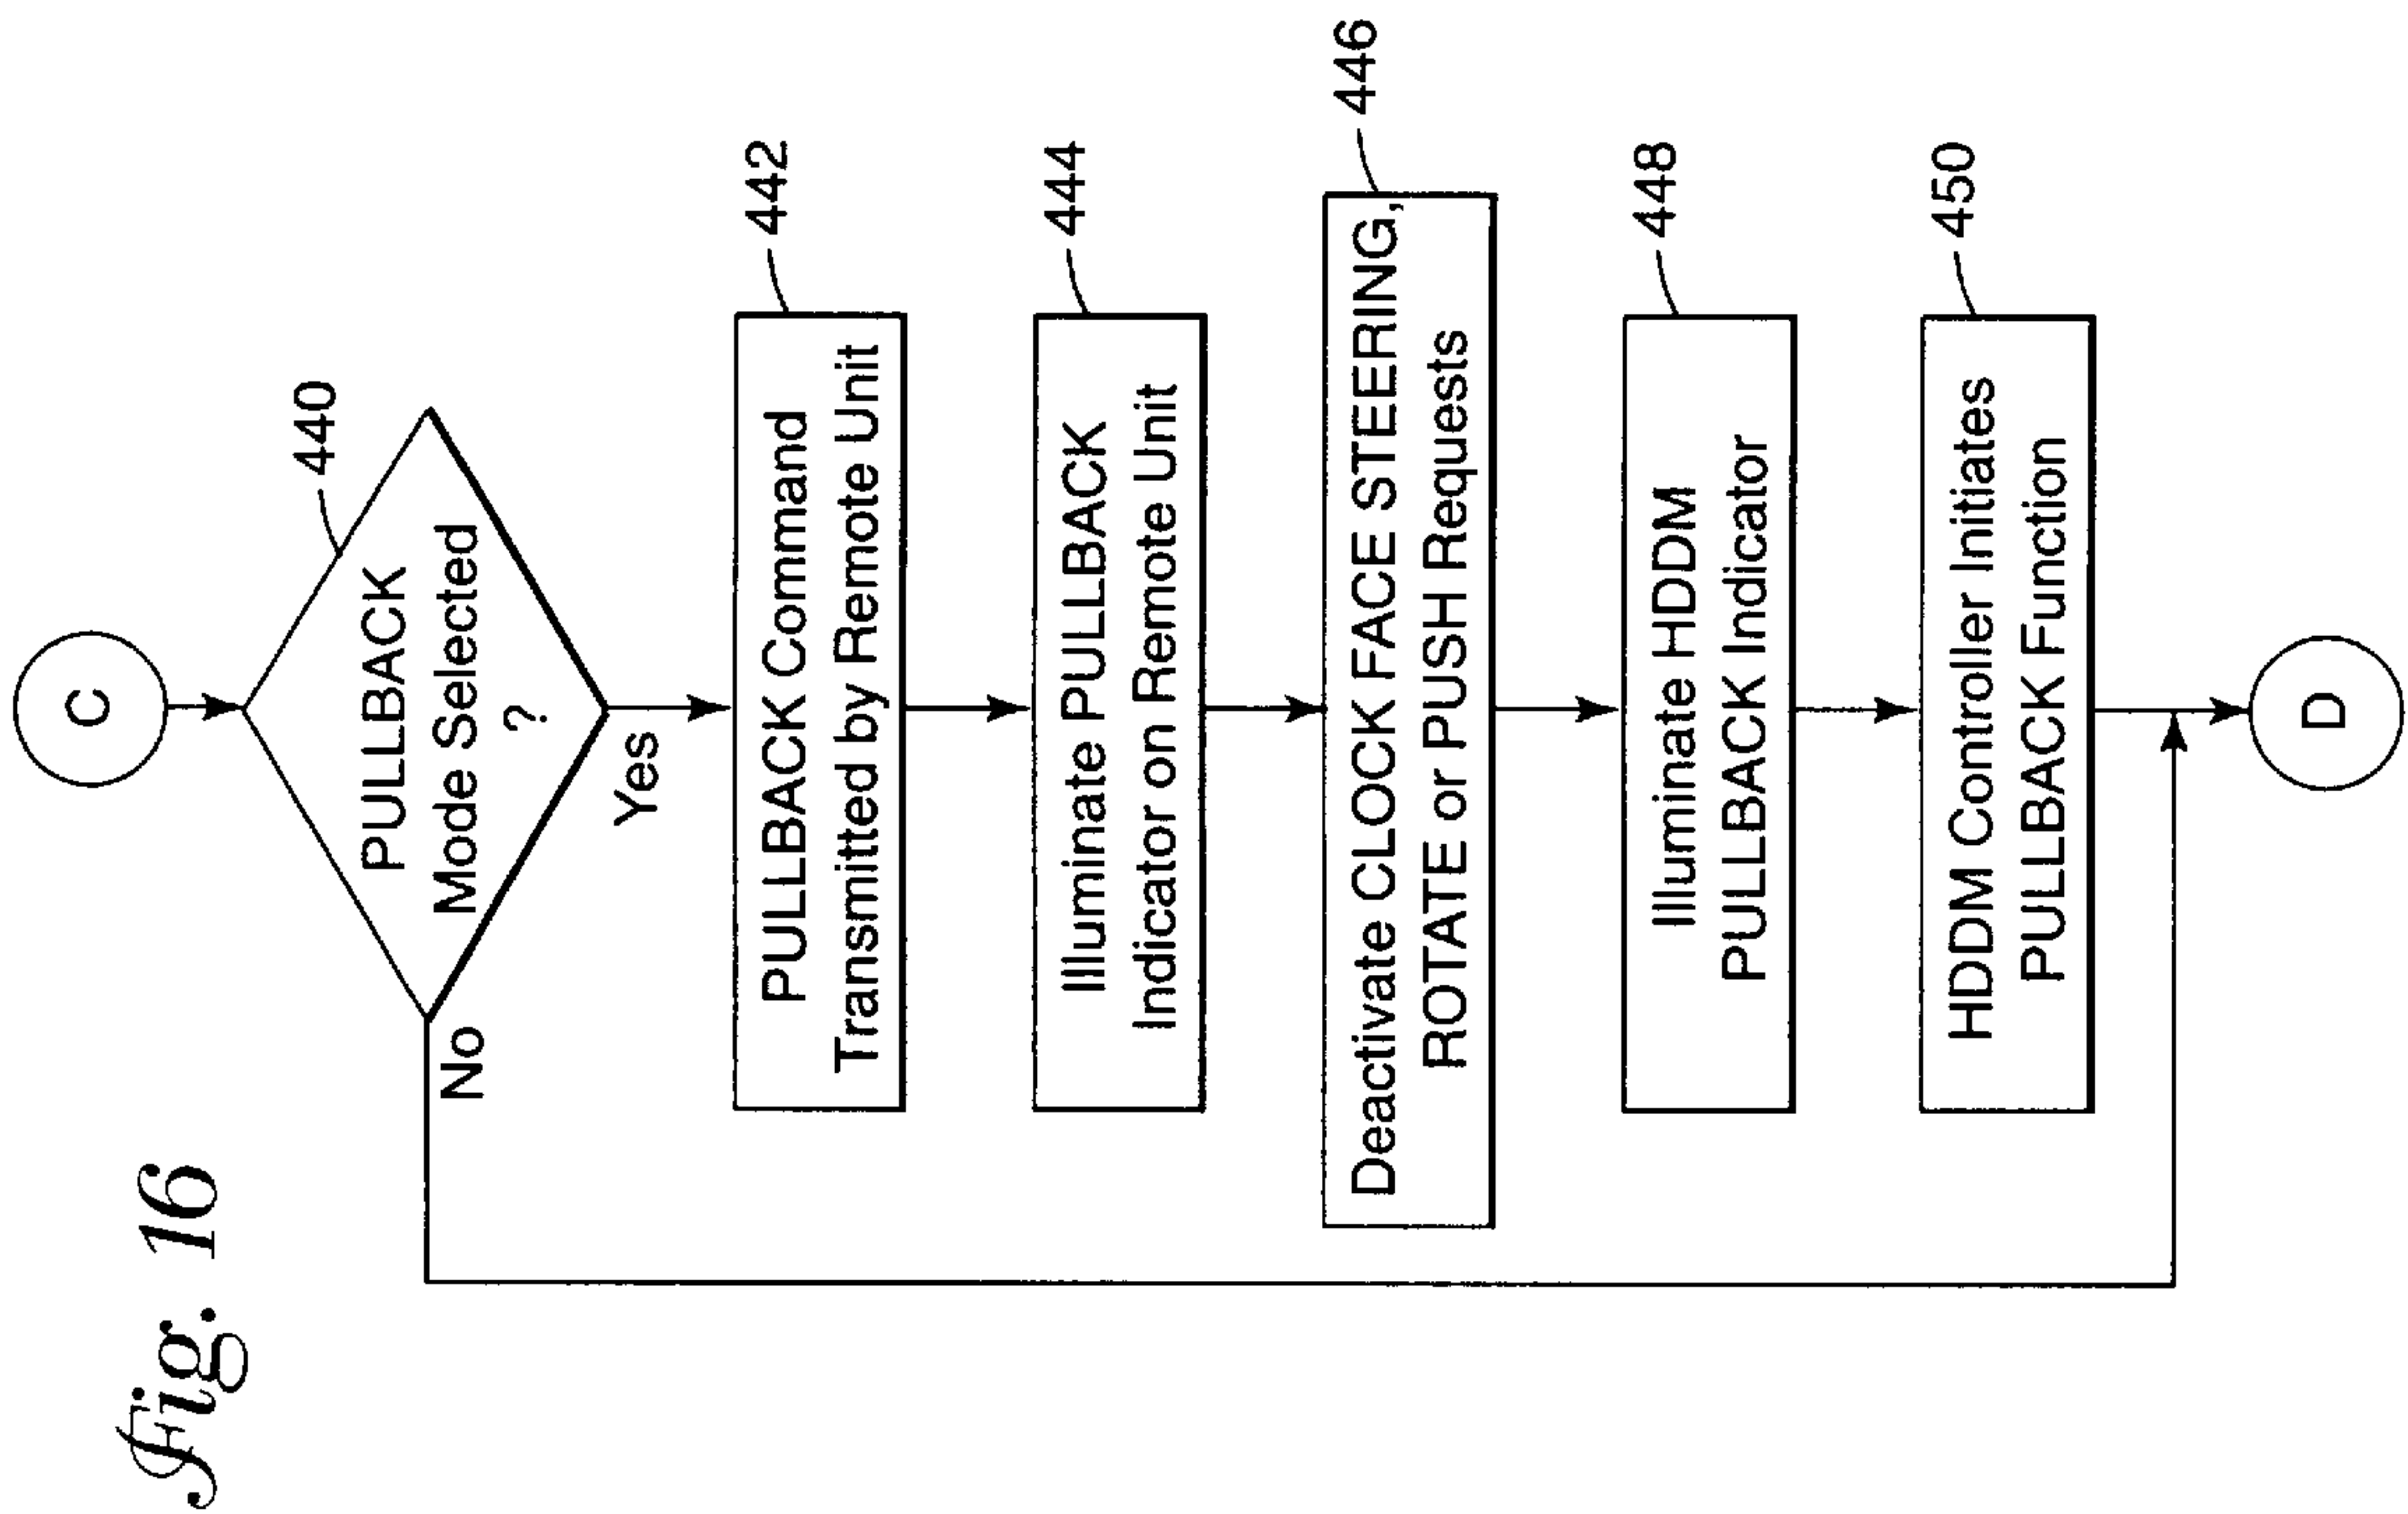 Fig. 16
C
440
PULLBACK
Mode Selected
?
No
Yes
442
PULLBACK Command
Transmitted by Remote Unit
444
Illuminate PULLBACK
Indicator on Remote Unit
446
Deactivate CLOCK FACE STEERING,
ROTATE or PUSH Requests
448
Illuminate HDDM
PULLBACK Indicator
450
HDDM Controller Initiates
PULLBACK Function
D